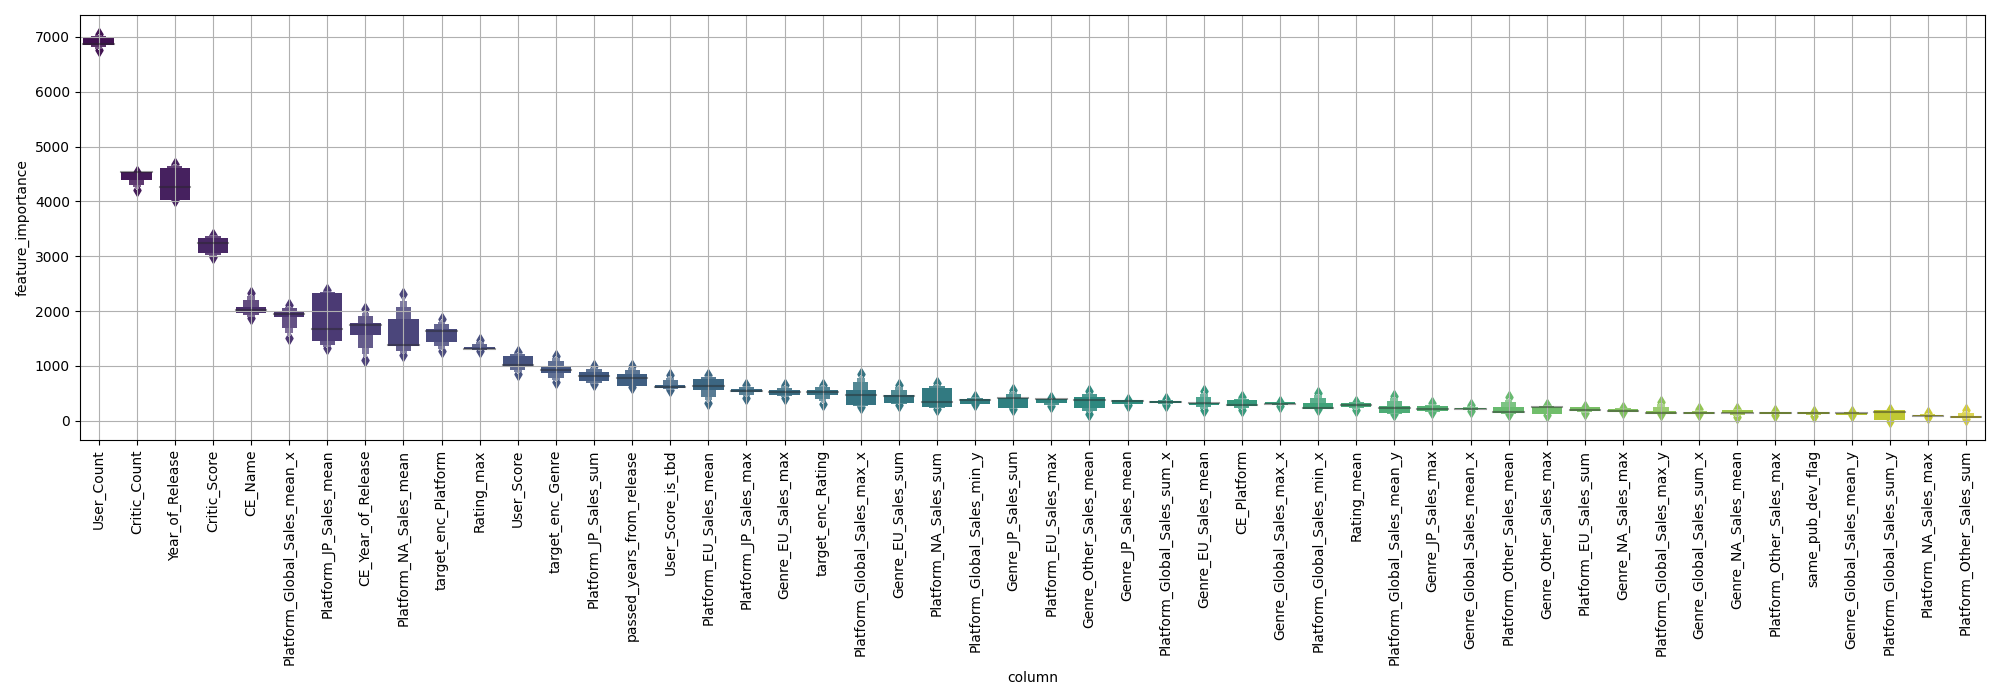 7000
6000
5000
4000
3000
2000
1000
0
feature_importance
User_Count
Critic_Count
Year_of_Release
Critic_Score
CE_Name
Platform_Global_Sales_mean_x
Platform_JP_Sales_mean
CE_Year_of_Release
Platform_NA_Sales_mean
target_enc_Platform
Rating_max
User_Score
target_enc_Genre
Platform_JP_Sales_sum
passed_years_from_release
User_Score_is_tbd
Platform_EU_Sales_mean
Platform_JP_Sales_max
Genre_EU_Sales_max
target_enc_Rating
Platform_Global_Sales_max_x
Genre_EU_Sales_sum
Platform_NA_Sales_sum
Platform_Global_Sales_min_y
Genre_JP_Sales_sum
Platform_EU_Sales_max
Genre_Other_Sales_mean
Genre_JP_Sales_mean
Platform_Global_Sales_sum_x
Genre_EU_Sales_mean
CE_Platform
Genre_Global_Sales_max_x
Platform_Global_Sales_min_x
Rating_mean
Platform_Global_Sales_mean_y
Genre_JP_Sales_max
Genre_Global_Sales_mean_x
Platform_Other_Sales_mean
Genre_Other_Sales_max
Platform_EU_Sales_sum
Genre_NA_Sales_max
Platform_Global_Sales_max_y
Genre_Global_Sales_sum_x
Genre_NA_Sales_mean
Platform_Other_Sales_max
same_pub_dev_flag
Genre_Global_Sales_mean_y
Platform_Global_Sales_sum_y
Platform_NA_Sales_max
Platform_Other_Sales_sum
column